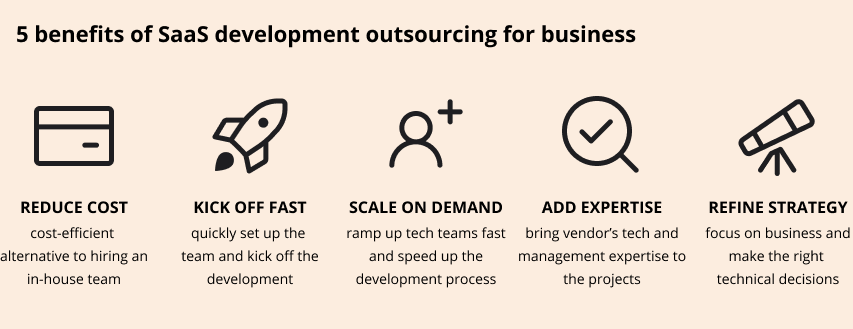 5 benefits of SaaS development outsourcing for business
REDUCE COST
cost-efficient
alternative to hiring an
in-house team
KICK OFF FAST
quickly set up the
team and kick off the
development
SCALE ON DEMAND
ramp up tech teams fast
and speed up the
development process
ADD EXPERTISE
bring vendor's tech and
management expertise to
the projects
REFINE STRATEGY
focus on business and
make the right
technical decisions